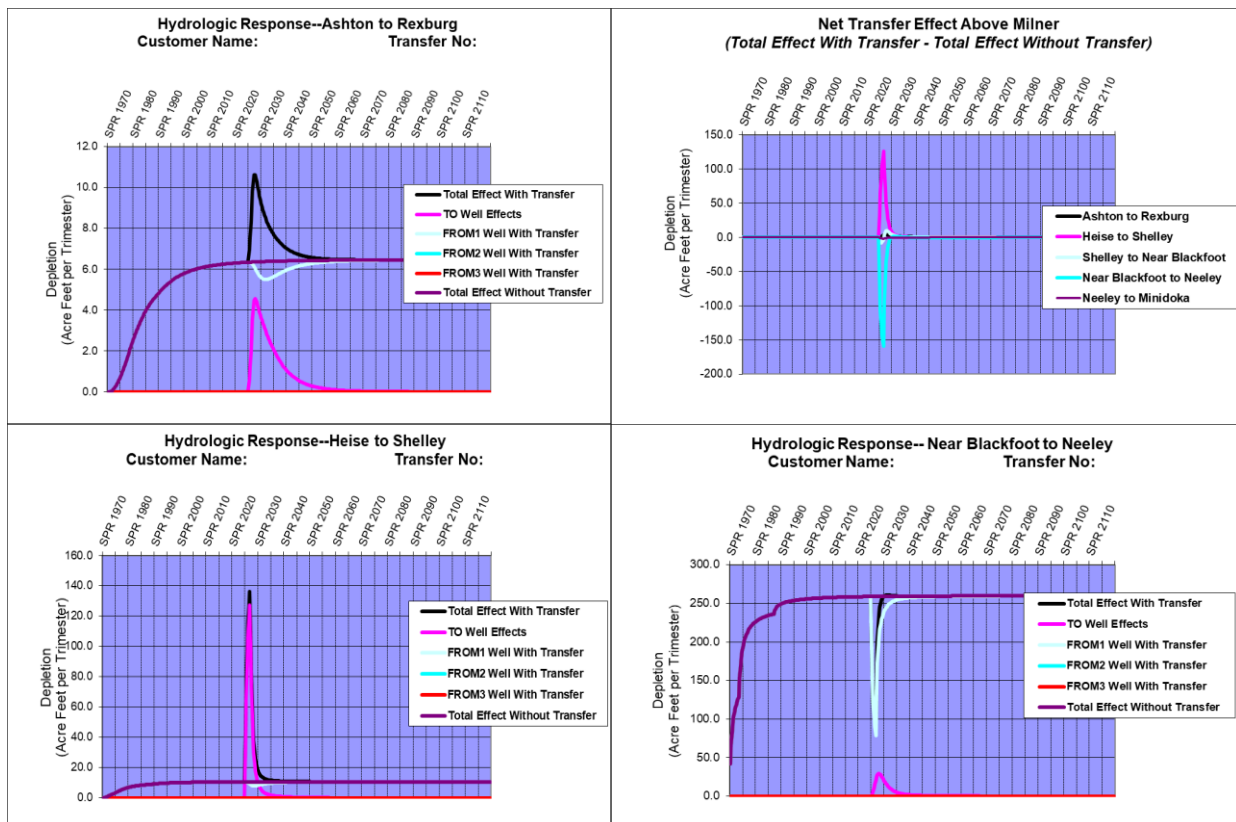 Hydrologic Response--Ashton to Rexburg
Customer Name: Transfer No:
SPR 1970
SPR 1980
SPR 1990
SPR 2000
SPR 2010
SPR 2020
SPR 2030
SPR 2040
SPR 2050
SPR 2060
SPR 2070
SPR 2080
SPR 2090
SPR 2100
SPR 2110
12.0
10.0
8.0
6.0
4.0
2.0
0.0
Depletion
(Acre Feet per Trimester)
Total Effect With Transfer
TO Well Effects
FROM1 Well With Transfer
FROM2 Well With Transfer
FROM3 Well With Transfer
Total Effect Without Transfer
Net Transfer Effect Above Milner
(Total Effect With Transfer - Total Effect Without Transfer)
SPR 1970
SPR 1980
SPR 1990
SPR 2000
SPR 2010
SPR 2020
SPR 2030
SPR 2040
SPR 2050
SPR 2060
SPR 2070
SPR 2080
SPR 2090
SPR 2100
SPR 2110
150.0
100.0
50.0
0.0
-50.0
-100.0
-150.0
-200.0
Depletion
(Acre Feet per Trimester)
Ashton to Rexburg
Heise to Shelley
Shelley to Near Blackfoot
Near Blackfoot to Neeley
Neeley to Minidoka
Hydrologic Response--Heise to Shelley
Customer Name: Transfer No:
SPR 1970
SPR 1980
SPR 1990
SPR 2000
SPR 2010
SPR 2020
SPR 2030
SPR 2040
SPR 2050
SPR 2060
SPR 2070
SPR 2080
SPR 2090
SPR 2100
SPR 2110
160.0
140.0
120.0
100.0
80.0
60.0
40.0
20.0
0.0
Depletion
(Acre Feet per Trimester)
Total Effect With Transfer
TO Well Effects
FROM1 Well With Transfer
FROM2 Well With Transfer
FROM3 Well With Transfer
Total Effect Without Transfer
Hydrologic Response-- Near Blackfoot to Neeley
Customer Name: Transfer No:
SPR 1970
SPR 1980
SPR 1990
SPR 2000
SPR 2010
SPR 2020
SPR 2030
SPR 2040
SPR 2050
SPR 2060
SPR 2070
SPR 2080
SPR 2090
SPR 2100
SPR 2110
300.0
250.0
200.0
150.0
100.0
50.0
0.0
Depletion
(Acre Feet per Trimester)
Total Effect With Transfer
TO Well Effects
FROM1 Well With Transfer
FROM2 Well With Transfer
FROM3 Well With Transfer
Total Effect Without Transfer